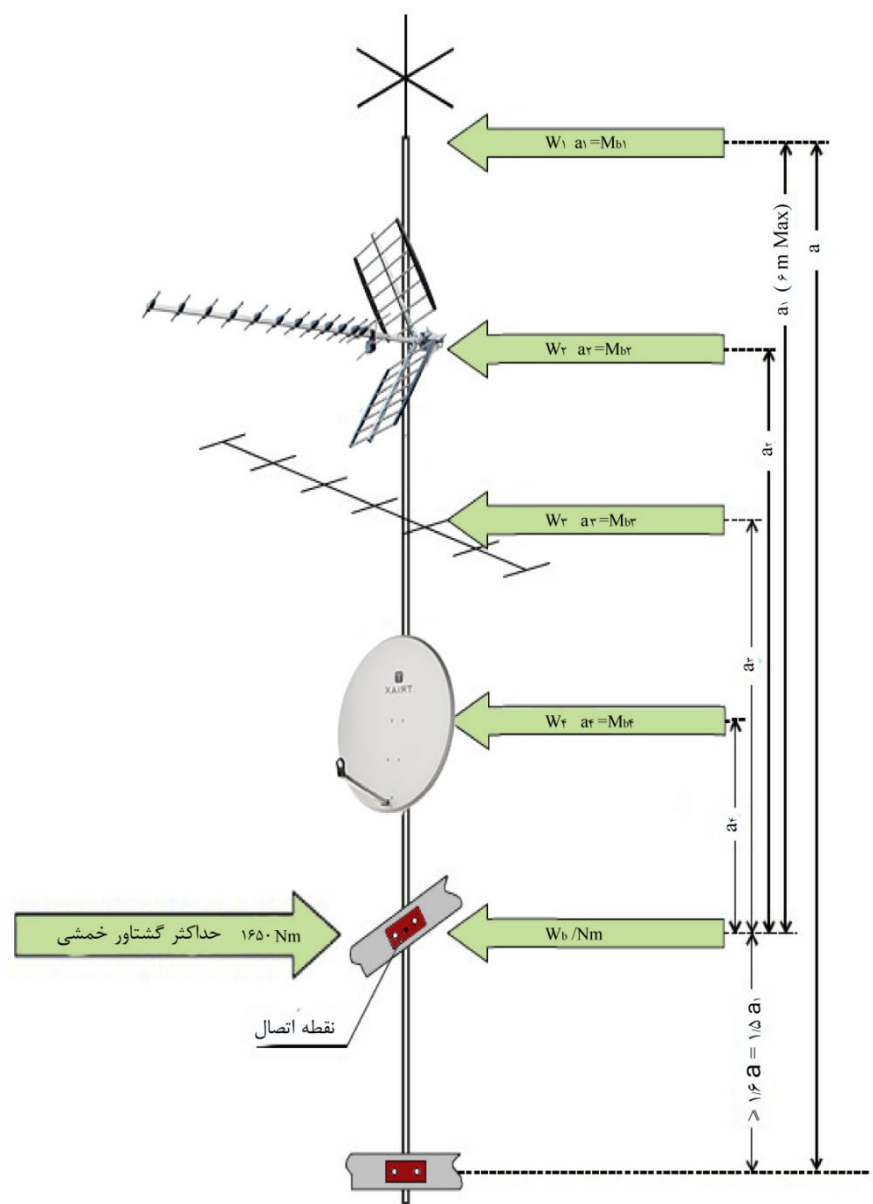 W۱ a۱ =Mb۱
a۱ ( ۶ m Max)
a
W۲ a۲ =Mb۲
a۲
W۳ a۳ =Mb۳
a۳
TRIAX
W۴ a۴ =Mb۴
a۴
حداکثر گشتاور خمشی ۱۶۵۰ Nm
Wb /Nm
نقطه اتصال
> ۱/۶ a = ۱/۵ a۱